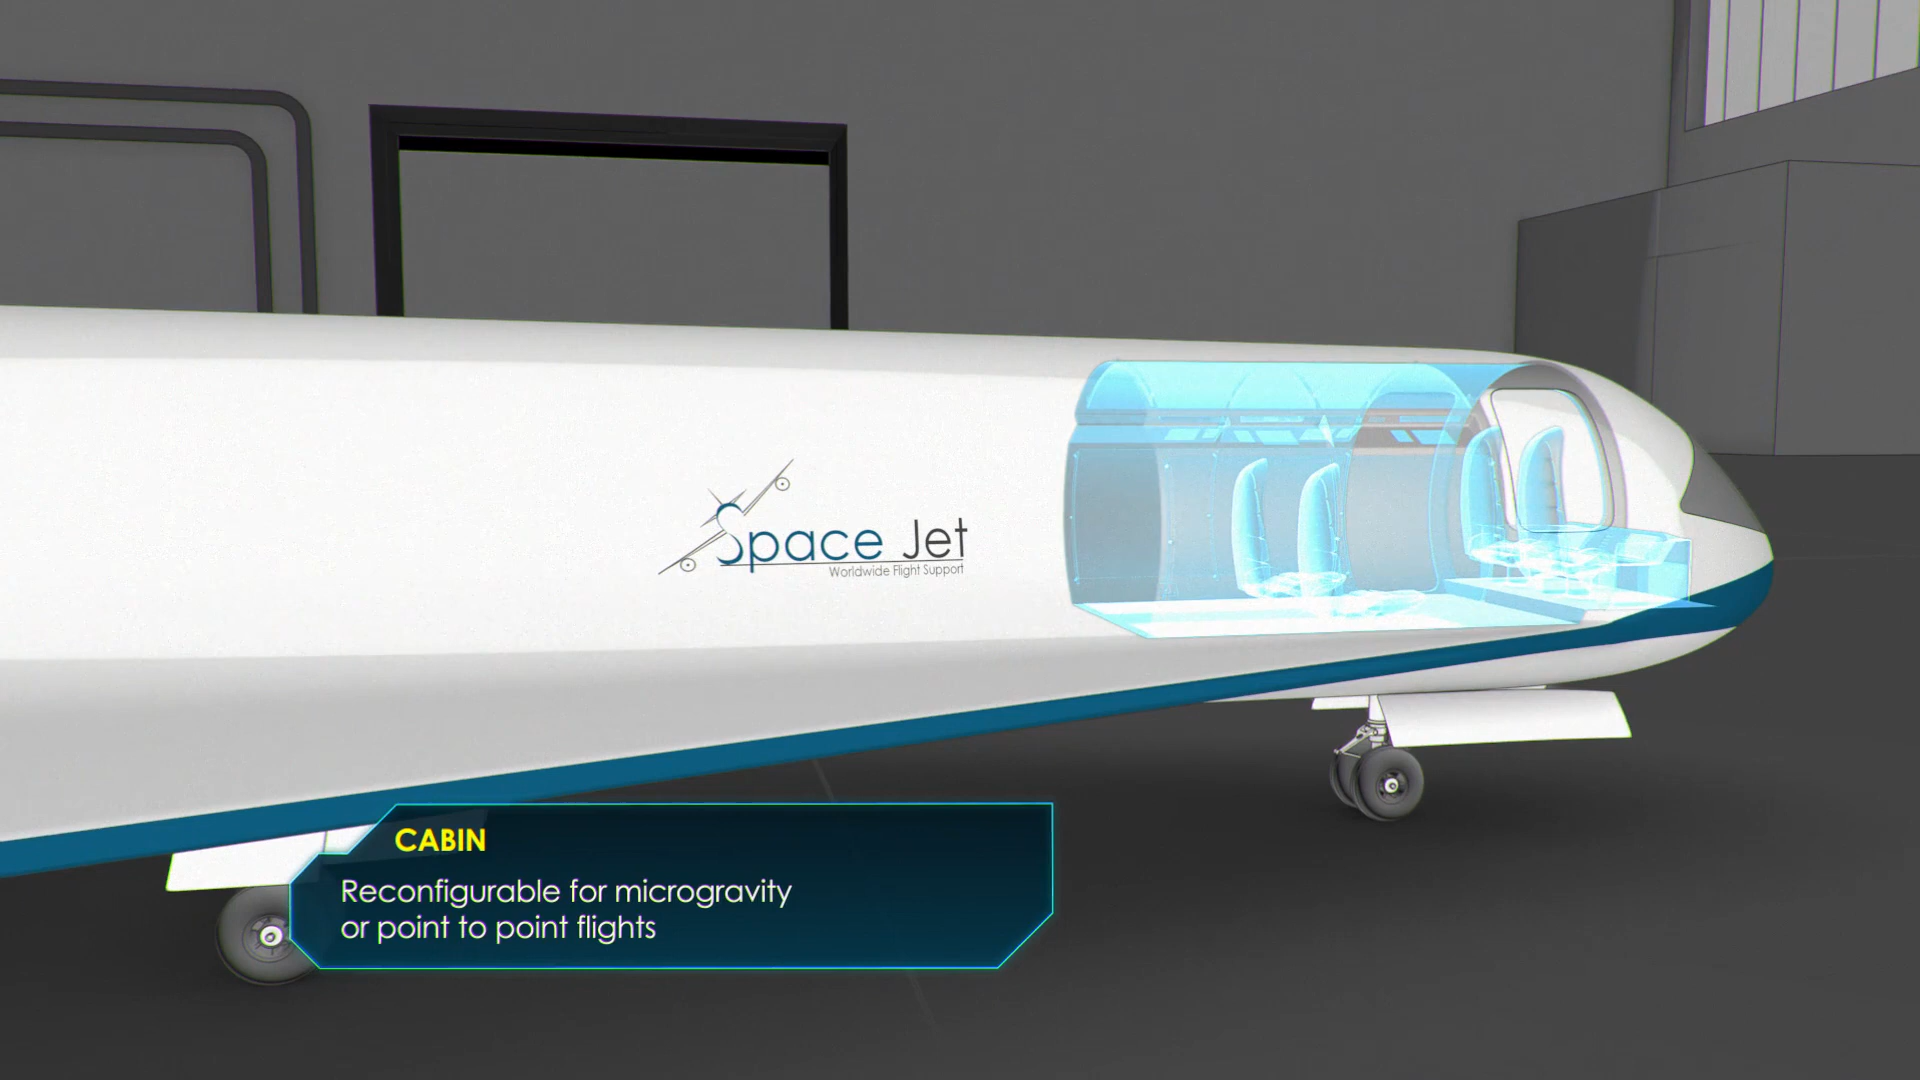 Space Jet
Worldwide Flight Support
CABIN
Reconfigurable for microgravity
or point to point flights